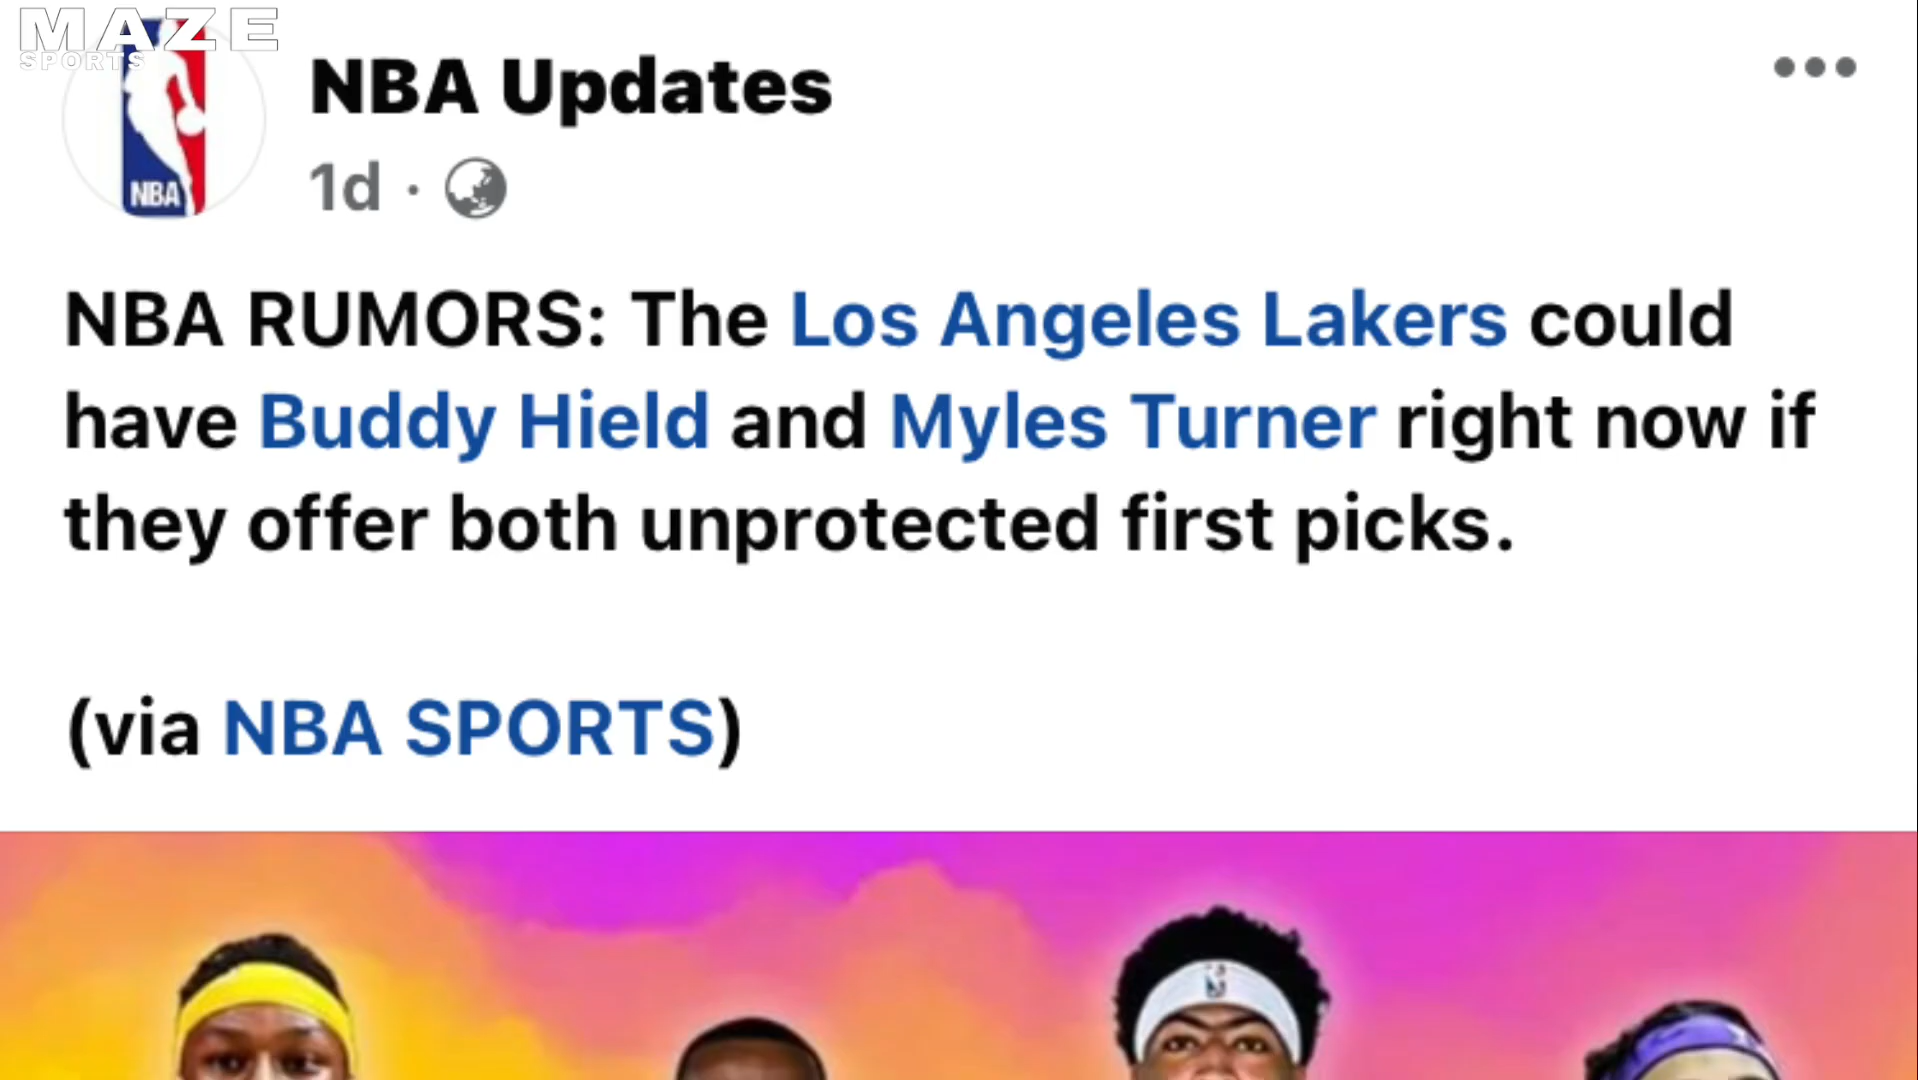 MAZE
SPORTS
NBA
NBA Updates
1d ·
NBA RUMORS: The Los Angeles Lakers could
have Buddy Hield and Myles Turner right now if
they offer both unprotected first picks.
(via NBA SPORTS)